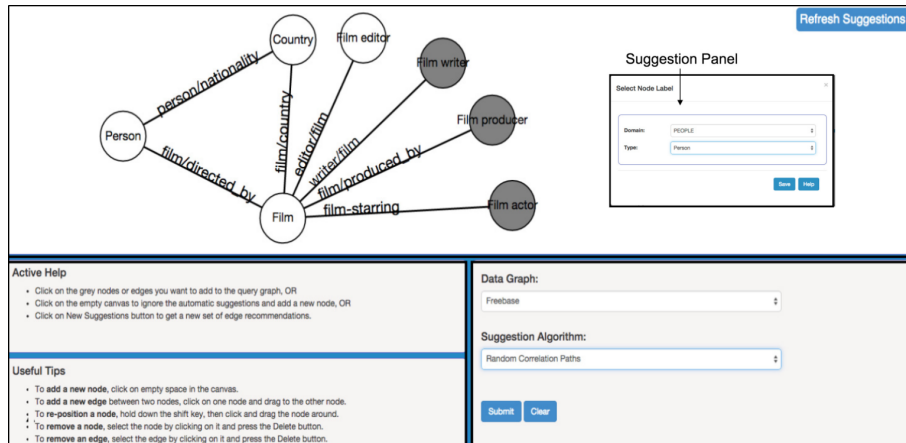 Refresh Suggestions
Country
Film editor
Film writer
Suggestion Panel
Select Node Label
×
person/nationality
film/country
editor/film
writer/film
Film producer
Domain:
PEOPLE
Type:
Person
Person
film/directed_by
film/produced_by
Save
Help
Film
film-starring
Film actor
Active Help
• Click on the grey nodes or edges you want to add to the query graph, OR
• Click on the empty canvas to ignore the automatic suggestions and add a new node, OR
• Click on New Suggestions button to get a new set of edge recommendations.
Useful Tips
• To add a new node, click on empty space in the canvas.
• To add a new edge between two nodes, click on one node and drag to the other node.
• To re-position a node, hold down the shift key, then click and drag the node around.
• To remove a node, select the node by clicking on it and press the Delete button.
• To remove an edge, select the edge by clicking on it and press the Delete button.
Data Graph:
Freebase
Suggestion Algorithm:
Random Correlation Paths
Submit
Clear